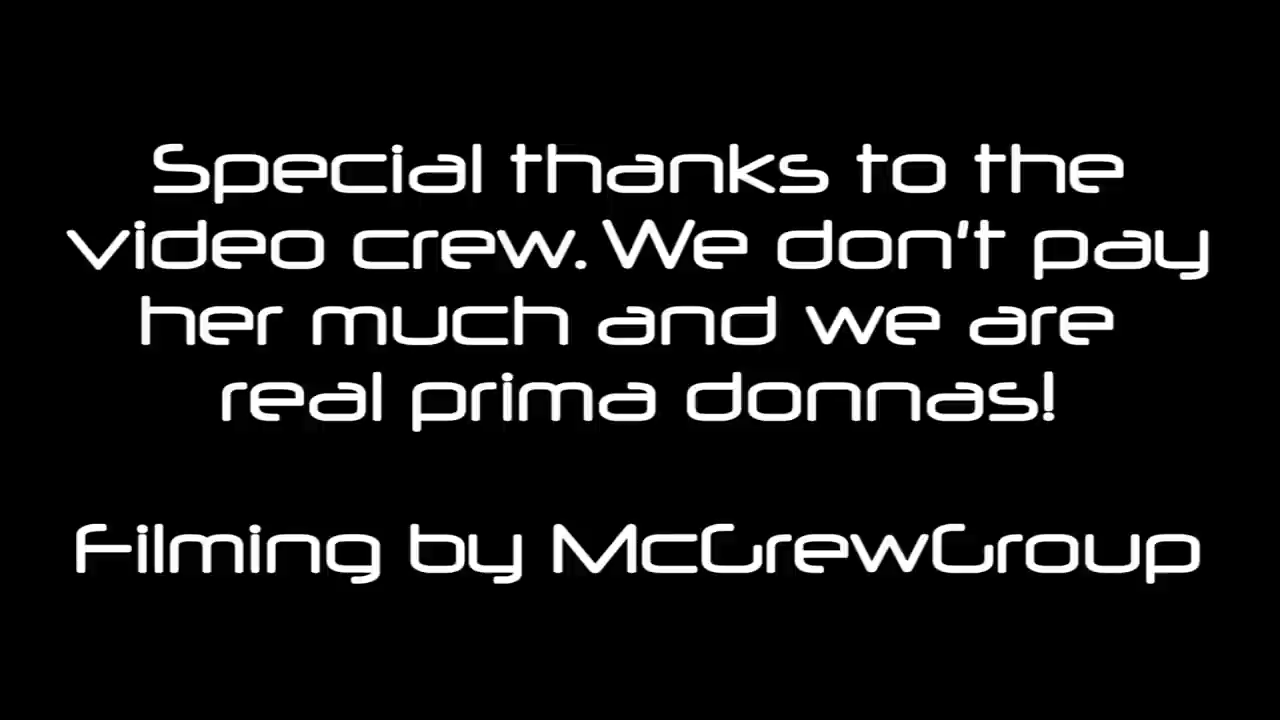 Special thanks to the
video crew. We don't pay
her much and we are
real prima donnas!
Filming by McGrewGroup